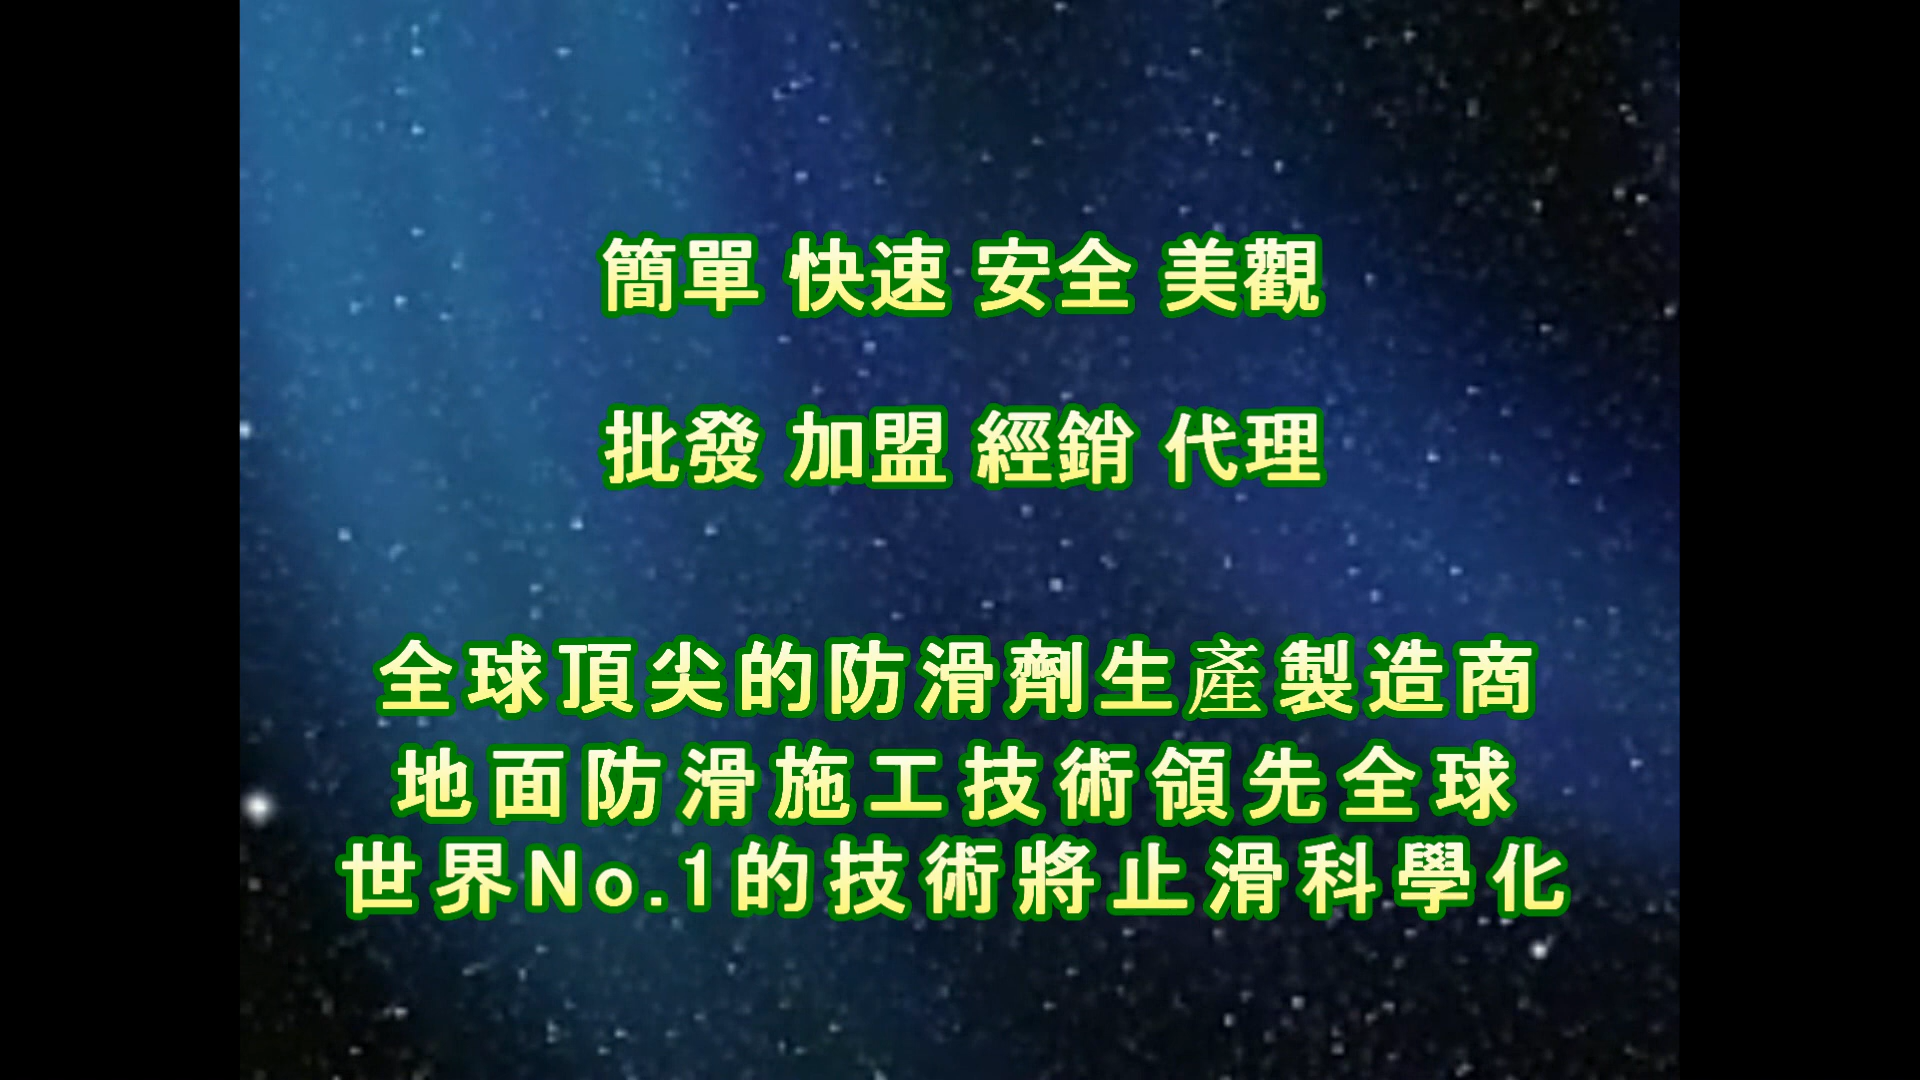 簡單 快速 安全 美觀
批發 加盟 經銷 代理
全球頂尖的防滑劑生產製造商
地面防滑施工技術領先全球
世界No.1的技術將止滑科學化